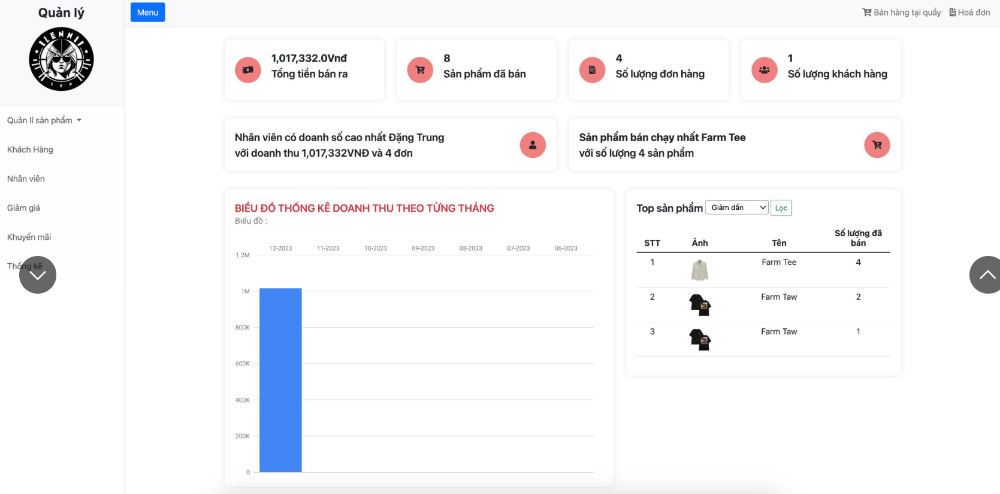 Quản lý
LENNII
LEN
Menu
Bán hàng tại quầy
Hoá đơn
Quản lí sản phẩm
Khách Hàng
Nhân viên
Giảm giá
Khuyến mãi
Thống kê
1,017,332.0Vnđ
Tổng tiền bán ra
8
Sản phẩm đã bán
4
Số lượng đơn hàng
1
Số lượng khách hàng
Nhân viên có doanh số cao nhất Đặng Trung
với doanh thu 1,017,332VNĐ và 4 đơn
Sản phẩm bán chạy nhất Farm Tee
với số lượng 4 sản phẩm
BIỂU ĐỒ THỐNG KÊ DOANH THU THEO TỪNG THÁNG
Biểu đồ :
12-2023 11-2023 10-2023 09-2023 08-2023 07-2023 06-2023
1.2M
1M
800K
600K
400K
200K
0
Top sản phẩm Giảm dần Lọc
STT Ảnh Tên Số lượng đã
bán
1 Farm Tee 4
2 Farm Taw 2
3 Farm Taw 1